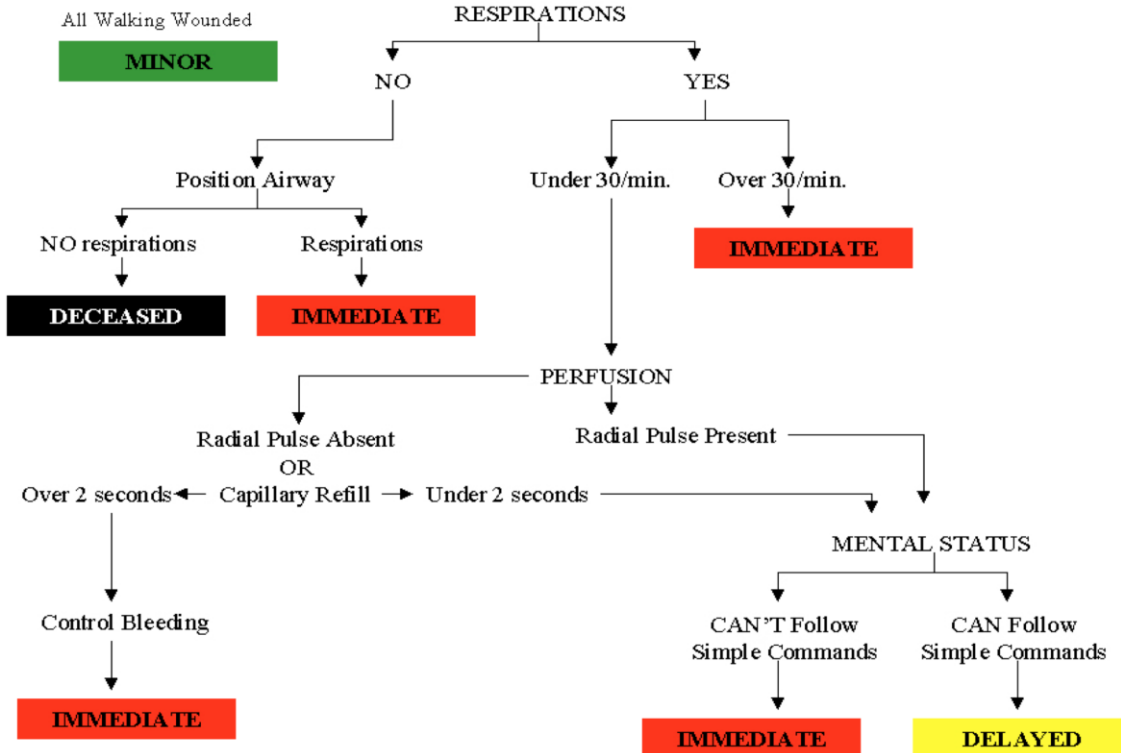 All Walking Wounded
MINOR
RESPIRATIONS
NO
YES
Position Airway
Under 30/min.
Over 30/min.
NO respirations
Respirations
IMMEDIATE
DECEASED
IMMEDIATE
PERFUSION
Radial Pulse Absent
Radial Pulse Present
OR
Over 2 seconds
Capillary Refill
Under 2 seconds
MENTAL STATUS
Control Bleeding
CAN'T Follow
Simple Commands
CAN Follow
Simple Commands
IMMEDIATE
IMMEDIATE
DELAYED